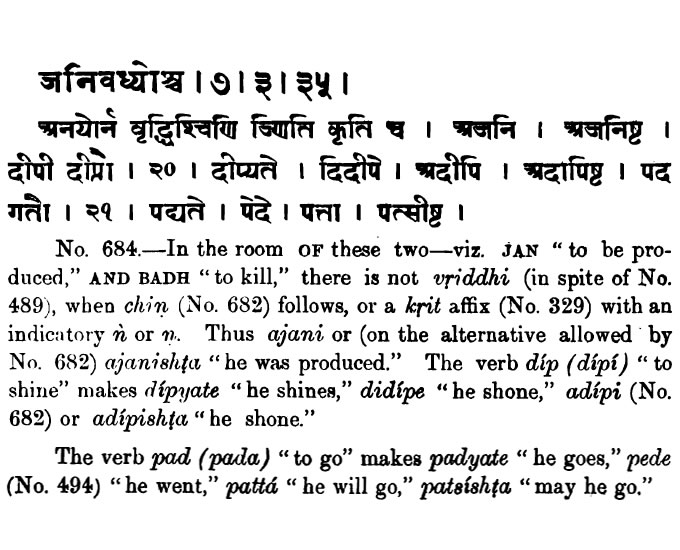 जनिवध्योश्च । ७ । ३ । ३५ ।
अनयोर्न वृद्धिश्चिणि ञ्णिति कृति च । अजनि । अजनिष्ट ।
दीपी दीप्तौ । २० । दीप्यते । दिदीपे । अदीपि । अदापिष्ट । पद
गतौ । २१ । पद्यते । पेदे । पत्ता । पत्सीष्ट ।
No. 684.—In the room OF these two—viz. JAN “to be pro-
duced,” AND BADH “to kill,” there is not vṛiddhi (in spite of No.
489), when chiṇ (No. 682) follows, or a kṛit affix (No. 329) with an
indicatory ṅ or ṇ. Thus ajani or (on the alternative allowed by
No. 682) ajanishṭa “he was produced.” The verb díp (dípí) “to
shine” makes dípyate “he shines,” didípe “he shone,” adípi (No.
682) or adípishṭa “he shone.”
The verb pad (pada) “to go” makes padyate “he goes,” pede
(No. 494) “he went,” pattá “he will go,” patsíshṭa “may he go.”